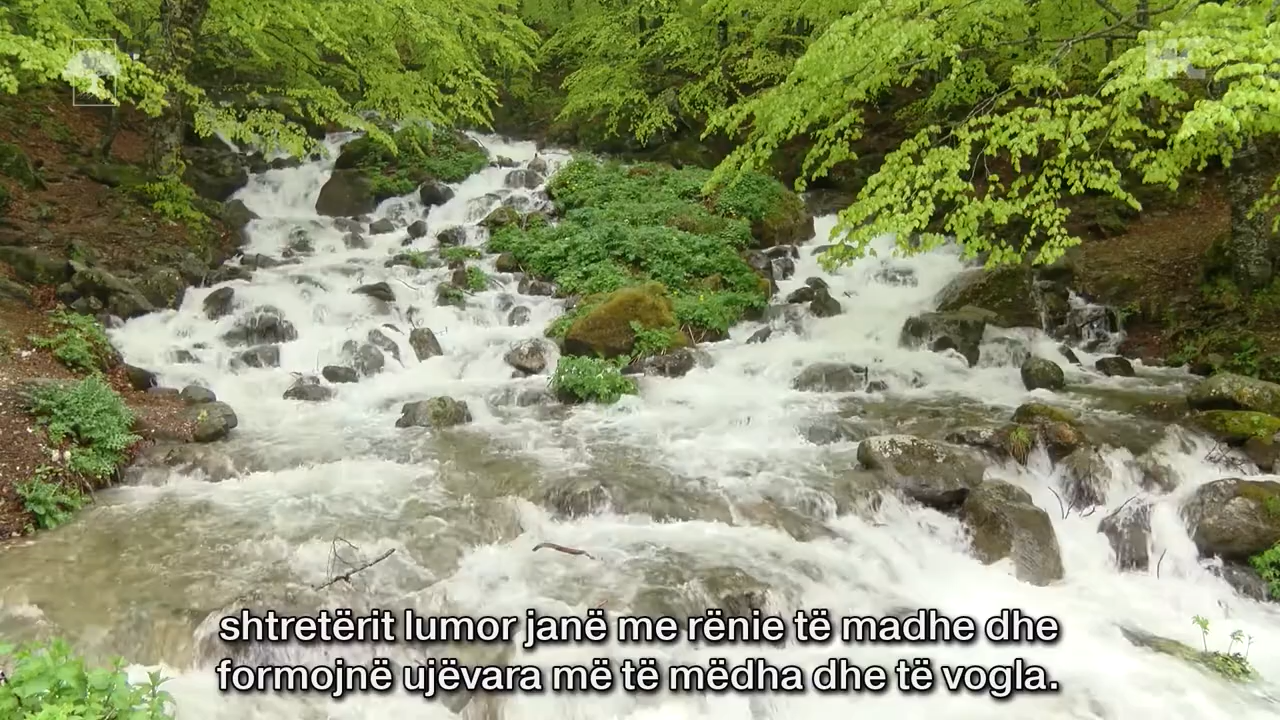 shtretërit lumor janë me rënie të madhe dhe
formojnë ujëvara më të mëdha dhe të vogla.